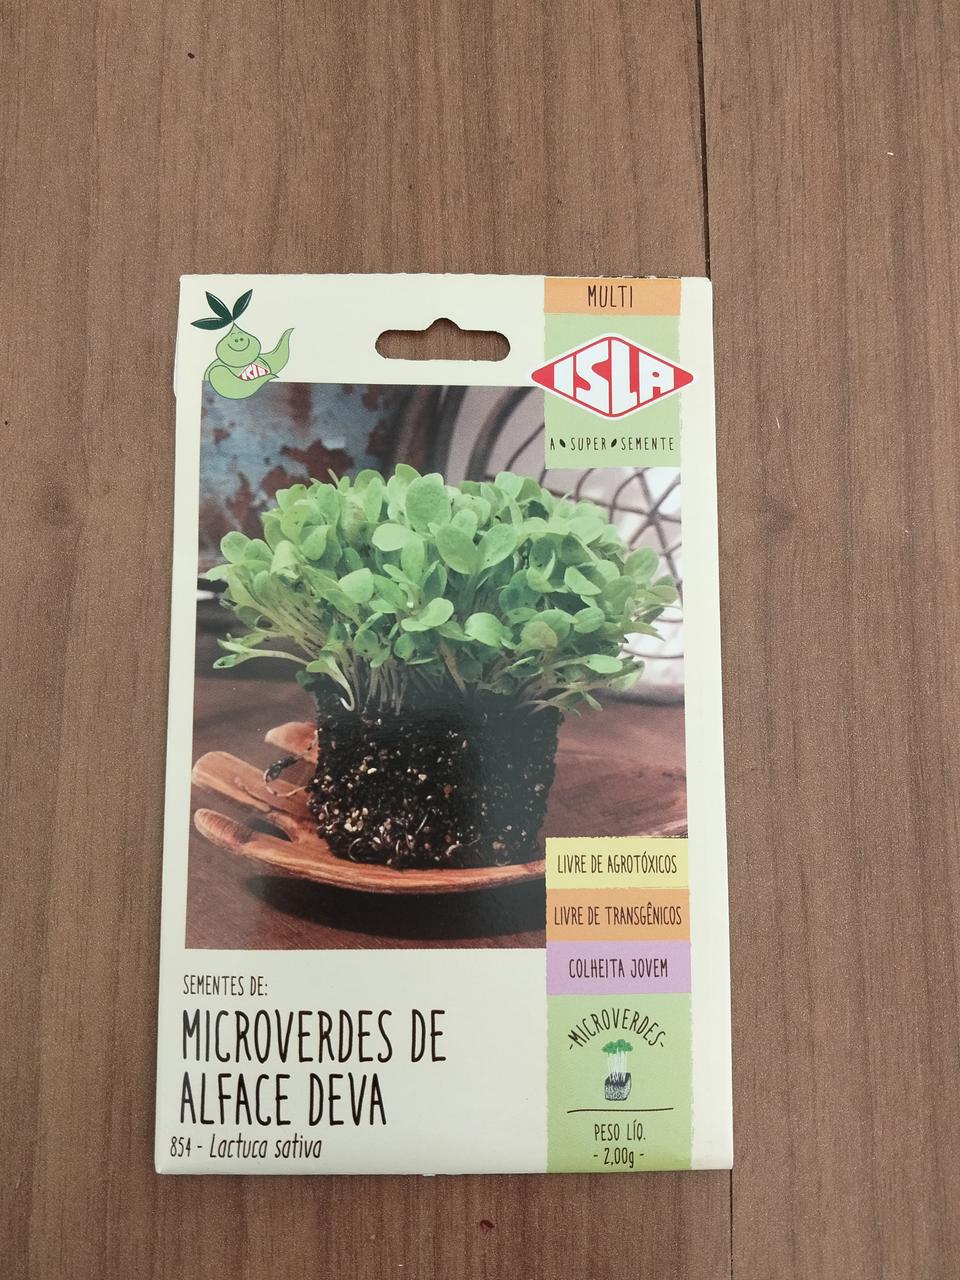 MULTI
ISLA
ISLA
A SUPER SEMENTE
LIVRE DE AGROTÓXICOS
LIVRE DE TRANSGÊNICOS
COLHEITA JOVEM
SEMENTES DE:
MICROVERDES DE
ALFACE DEVA
854 - Lactuca sativa
-MICROVERDES-
PESO LÍQ.
- 2,00g -